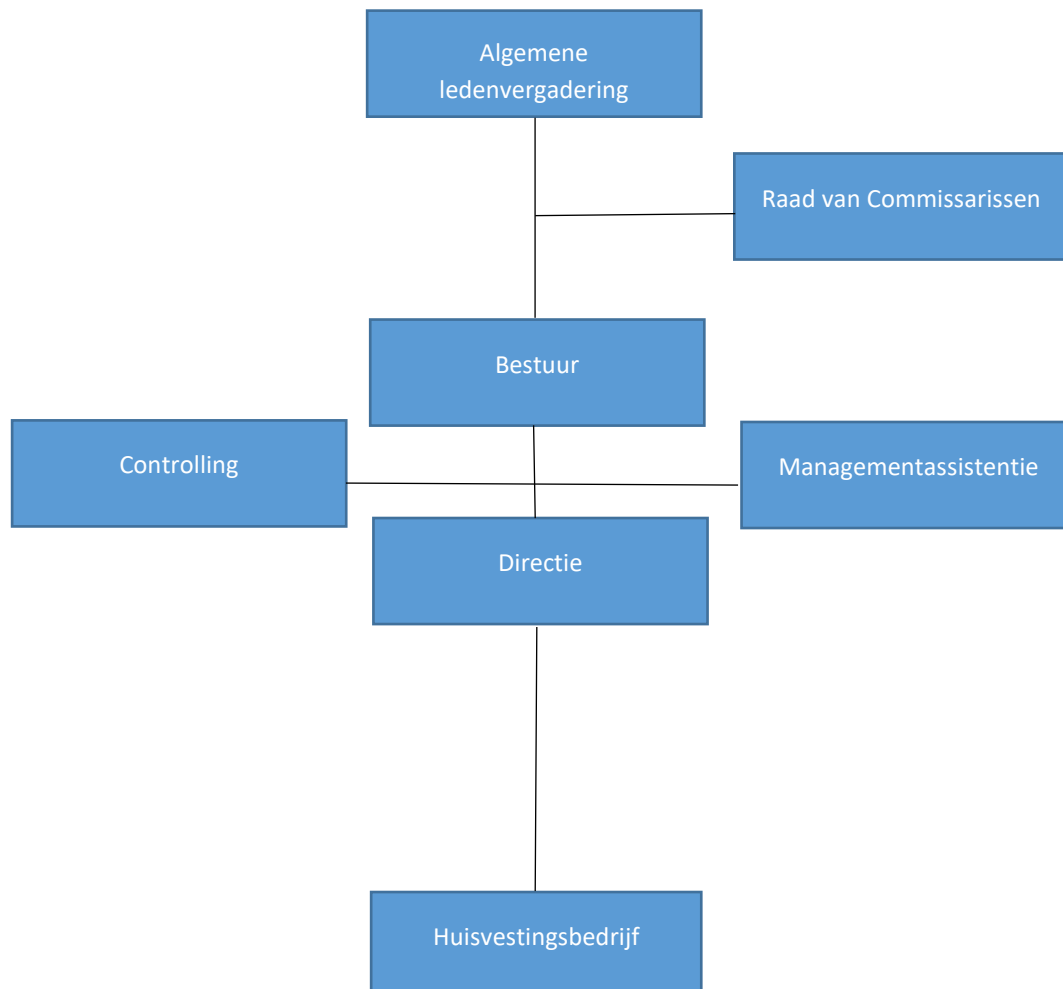 Algemene
ledenvergadering
Raad van Commissarissen
Bestuur
Controlling
Managementassistentie
Directie
Huisvestingsbedrijf